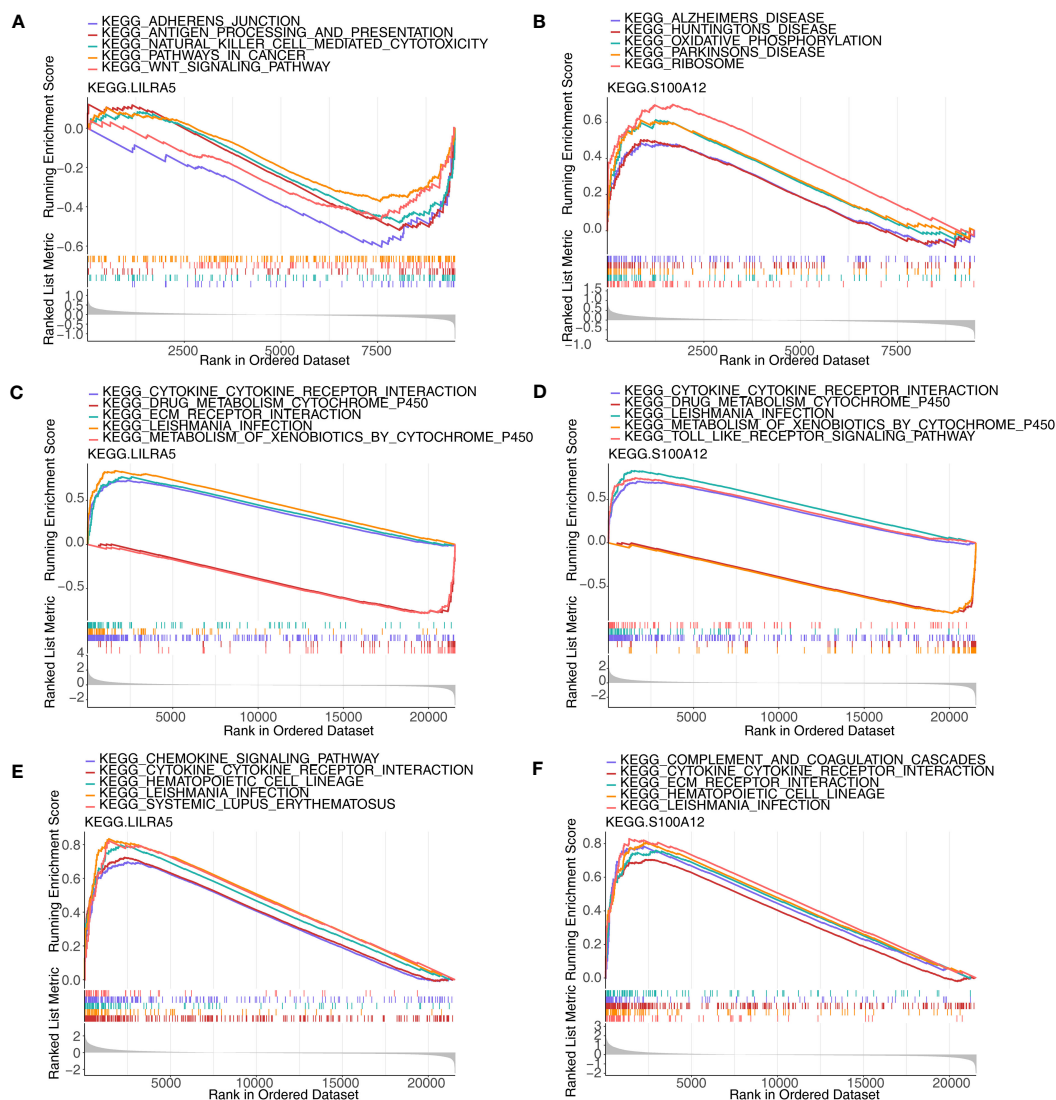 A
KEGG_ADHERENS_JUNCTION
KEGG_ANTIGEN_PROCESSING_AND_PRESENTATION
KEGG_NATURAL_KILLER_CELL_MEDIATED_CYTOTOXICITY
KEGG_PATHWAYS_IN_CANCER
KEGG_WNT_SIGNALING_PATHWAY
KEGG.LILRA5
Running Enrichment Score
0.0
−0.2
−0.4
−0.6
Ranked List Metric
1.0
0.5
0.0
−0.5
−1.0
2500
5000
7500
Rank in Ordered Dataset
B
KEGG_ALZHEIMERS_DISEASE
KEGG_HUNTINGTONS_DISEASE
KEGG_OXIDATIVE_PHOSPHORYLATION
KEGG_PARKINSONS_DISEASE
KEGG_RIBOSOME
KEGG.S100A12
Running Enrichment Score
0.6
0.4
0.2
0.0
Ranked List Metric
1.5
1.0
0.5
0.0
−0.5
−1.0
2500
5000
7500
Rank in Ordered Dataset
C
KEGG_CYTOKINE_CYTOKINE_RECEPTOR_INTERACTION
KEGG_DRUG_METABOLISM_CYTOCHROME_P450
KEGG_ECM_RECEPTOR_INTERACTION
KEGG_LEISHMANIA_INFECTION
KEGG_METABOLISM_OF_XENOBIOTICS_BY_CYTOCHROME_P450
KEGG.LILRA5
Running Enrichment Score
0.5
0.0
−0.5
Ranked List Metric
4
2
0
−2
5000
10000
15000
20000
Rank in Ordered Dataset
D
KEGG_CYTOKINE_CYTOKINE_RECEPTOR_INTERACTION
KEGG_DRUG_METABOLISM_CYTOCHROME_P450
KEGG_LEISHMANIA_INFECTION
KEGG_METABOLISM_OF_XENOBIOTICS_BY_CYTOCHROME_P450
KEGG_TOLL_LIKE_RECEPTOR_SIGNALING_PATHWAY
KEGG.S100A12
Running Enrichment Score
0.5
0.0
−0.5
Ranked List Metric
2
0
−2
5000
10000
15000
20000
Rank in Ordered Dataset
E
KEGG_CHEMOKINE_SIGNALING_PATHWAY
KEGG_CYTOKINE_CYTOKINE_RECEPTOR_INTERACTION
KEGG_HEMATOPOIETIC_CELL_LINEAGE
KEGG_LEISHMANIA_INFECTION
KEGG_SYSTEMIC_LUPUS_ERYTHEMATOSUS
KEGG.LILRA5
Running Enrichment Score
0.8
0.6
0.4
0.2
0.0
Ranked List Metric
2
0
−2
5000
10000
15000
20000
Rank in Ordered Dataset
F
KEGG_COMPLEMENT_AND_COAGULATION_CASCADES
KEGG_CYTOKINE_CYTOKINE_RECEPTOR_INTERACTION
KEGG_ECM_RECEPTOR_INTERACTION
KEGG_HEMATOPOIETIC_CELL_LINEAGE
KEGG_LEISHMANIA_INFECTION
KEGG.S100A12
Running Enrichment Score
0.8
0.6
0.4
0.2
0.0
Ranked List Metric
3
2
1
0
−1
−2
5000
10000
15000
20000
Rank in Ordered Dataset